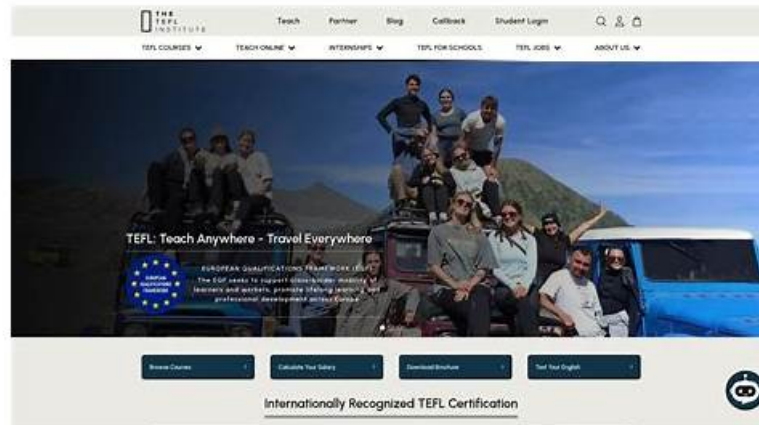 THE
TEFL
INSTITUTE
Teach Partner Blog Callback Student Login
TEFL COURSES TEACH ONLINE INTERNSHIPS TEFL FOR SCHOOLS TEFL JOBS ABOUT US
TEFL: Teach Anywhere - Travel Everywhere
EUROPEAN QUALIFICATIONS FRAMEWORK (EQF)
EUROPEAN
QUALIFICATIONS
FRAMEWORK
The EQF seeks to support cross-border mobility of
learners and workers, promote lifelong learning and
professional development across Europe
Browse Courses Calculate Your Salary Download Brochure Test Your English
Internationally Recognized TEFL Certification